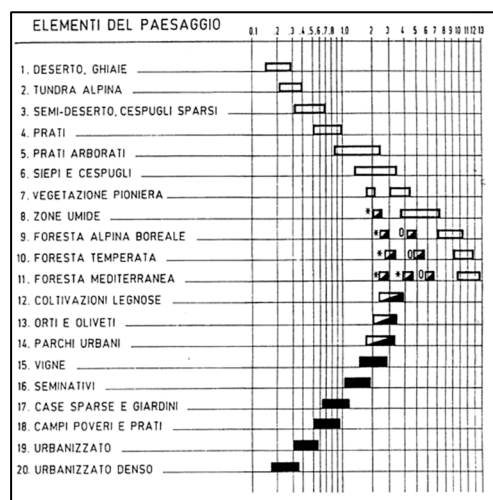 ELEMENTI DEL PAESAGGIO
0.1 .2 .3 .4 .5 .6 .7 .8 1.0 2 3 4 5 6 7 8 9 10 11 12 13
1. DESERTO, GHIAIE
2. TUNDRA ALPINA
3. SEMI-DESERTO, CESPUGLI SPARSI
4. PRATI
5. PRATI ARBORATI
6. SIEPI E CESPUGLI
7. VEGETAZIONE PIONIERA
8. ZONE UMIDE *
9. FORESTA ALPINA BOREALE * O
10. FORESTA TEMPERATA * O
11. FORESTA MEDITERRANEA * * O
12. COLTIVAZIONI LEGNOSE
13. ORTI E OLIVETI
14. PARCHI URBANI
15. VIGNE
16. SEMINATIVI
17. CASE SPARSE E GIARDINI
18. CAMPI POVERI E PRATI
19. URBANIZZATO
20. URBANIZZATO DENSO